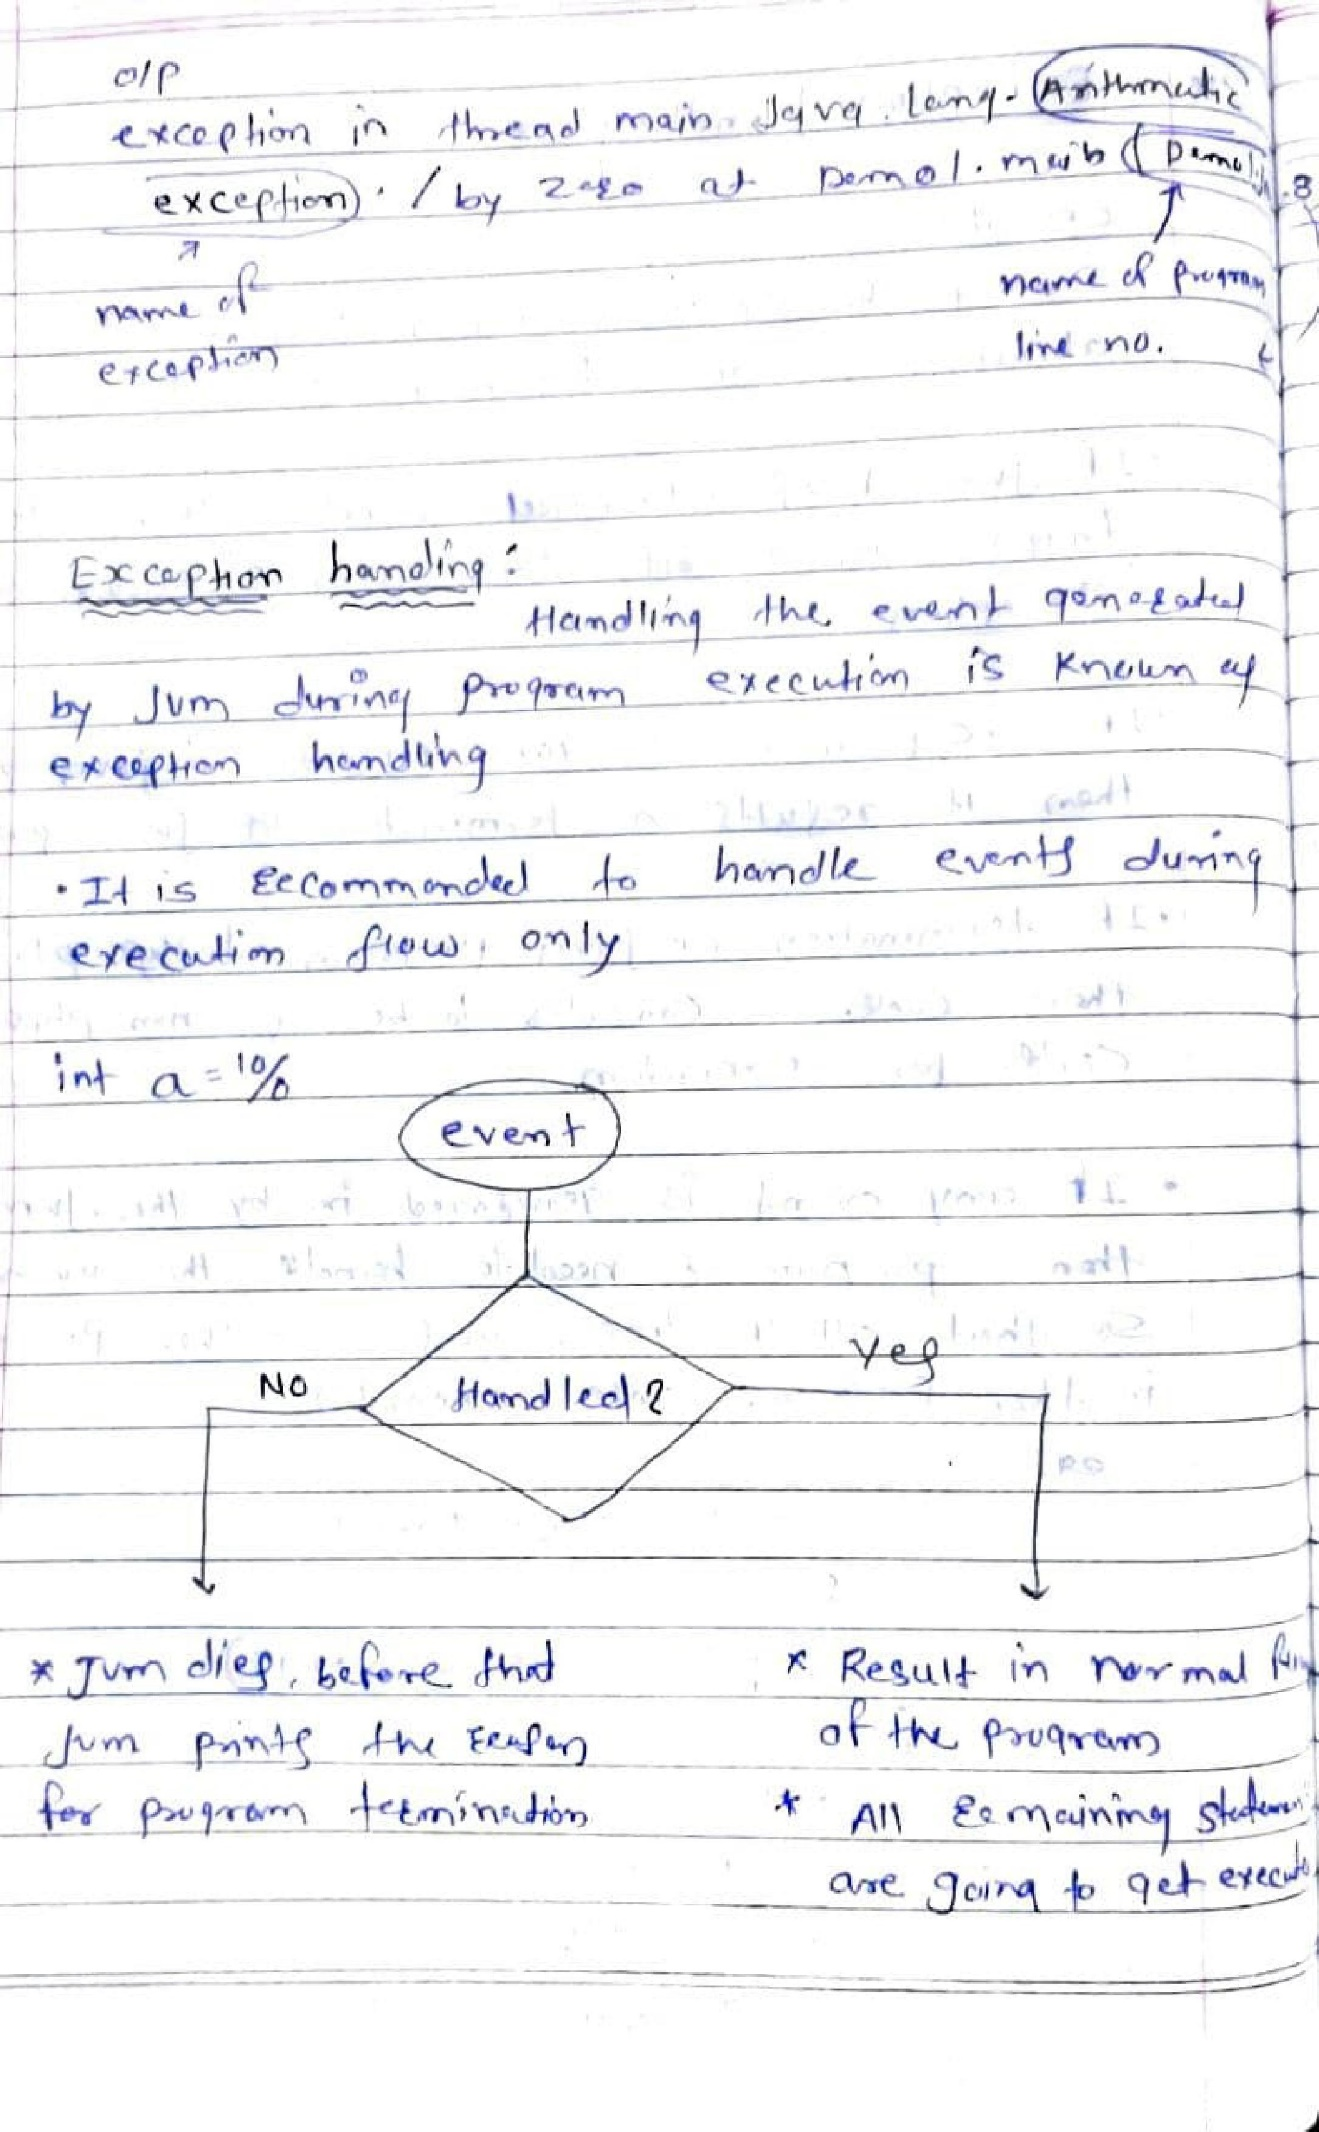 o/p
exception in thread main Java.lang. Arithmatic
exception: / by zero at Demo1.main (Demo1
.8
name of
exception
name of program
line no.
Exception handling:
Handling the event generated
by Jvm during program execution is known as
exception handling
• It is recommended to handle events during
execution flow only
int a = 10/0
event
NO
Handled?
Yes
* Jvm dies, before that
Jvm prints the reason
for program termination
* Result in normal
of the program
* All remaining
are going to get